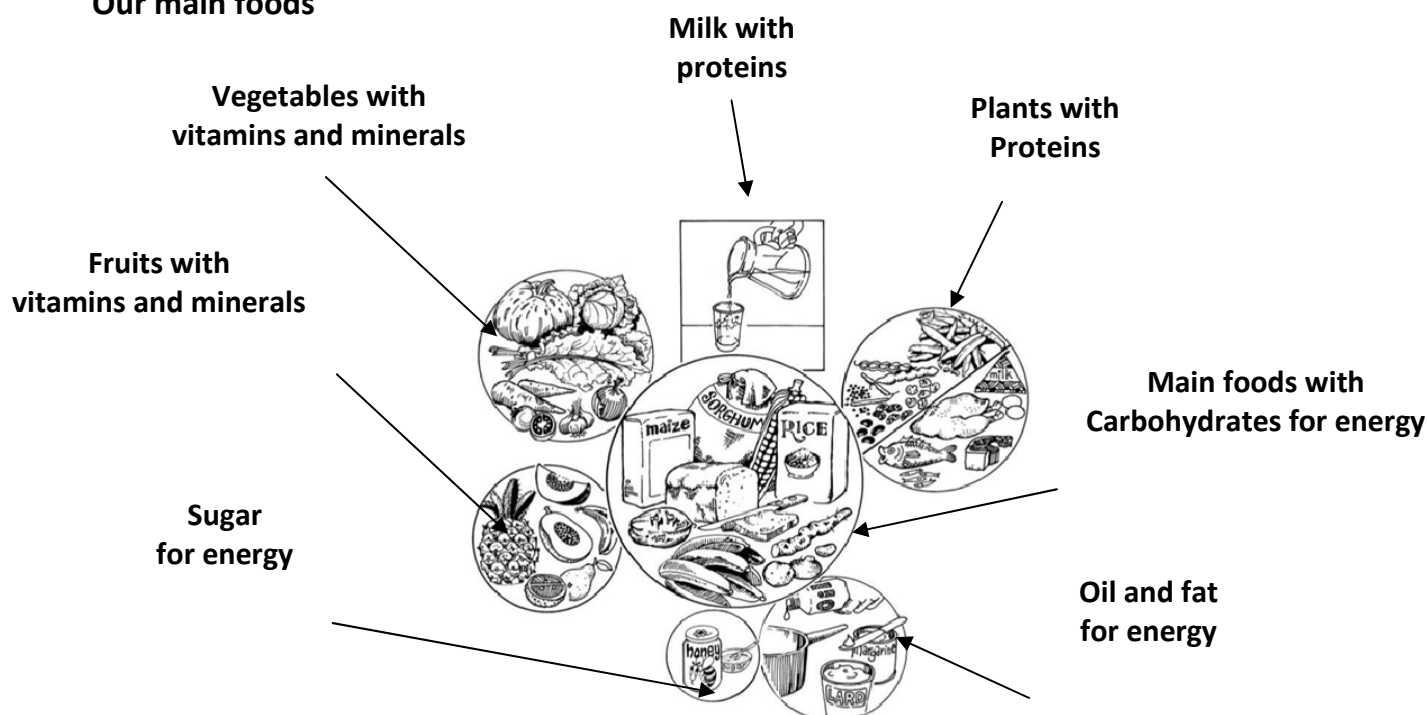 Our main foods
Milk with
proteins
Vegetables with
vitamins and minerals
Plants with
Proteins
Fruits with
vitamins and minerals
Main foods with
Carbohydrates for energy
Sugar
for energy
Oil and fat
for energy
milk
SORGHUM
maize
RICE
honey
margarine
LARD